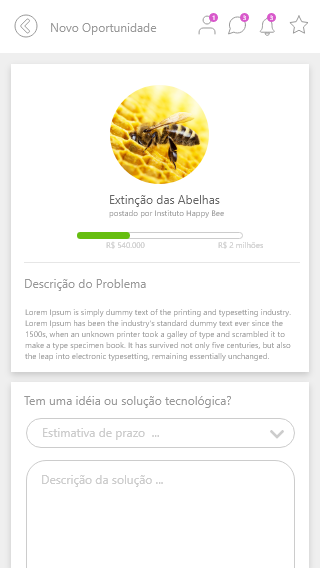 Novo Oportunidade
1
3
3
Extinção das Abelhas
postado por Instituto Happy Bee
R$ 540.000
R$ 2 milhões
Descrição do Problema
Lorem Ipsum is simply dummy text of the printing and typesetting industry.
Lorem Ipsum has been the industry's standard dummy text ever since the
1500s, when an unknown printer took a galley of type and scrambled it to
make a type specimen book. It has survived not only five centuries, but also
the leap into electronic typesetting, remaining essentially unchanged.
Tem uma idéia ou solução tecnológica?
Estimativa de prazo ...
Descrição da solução ...